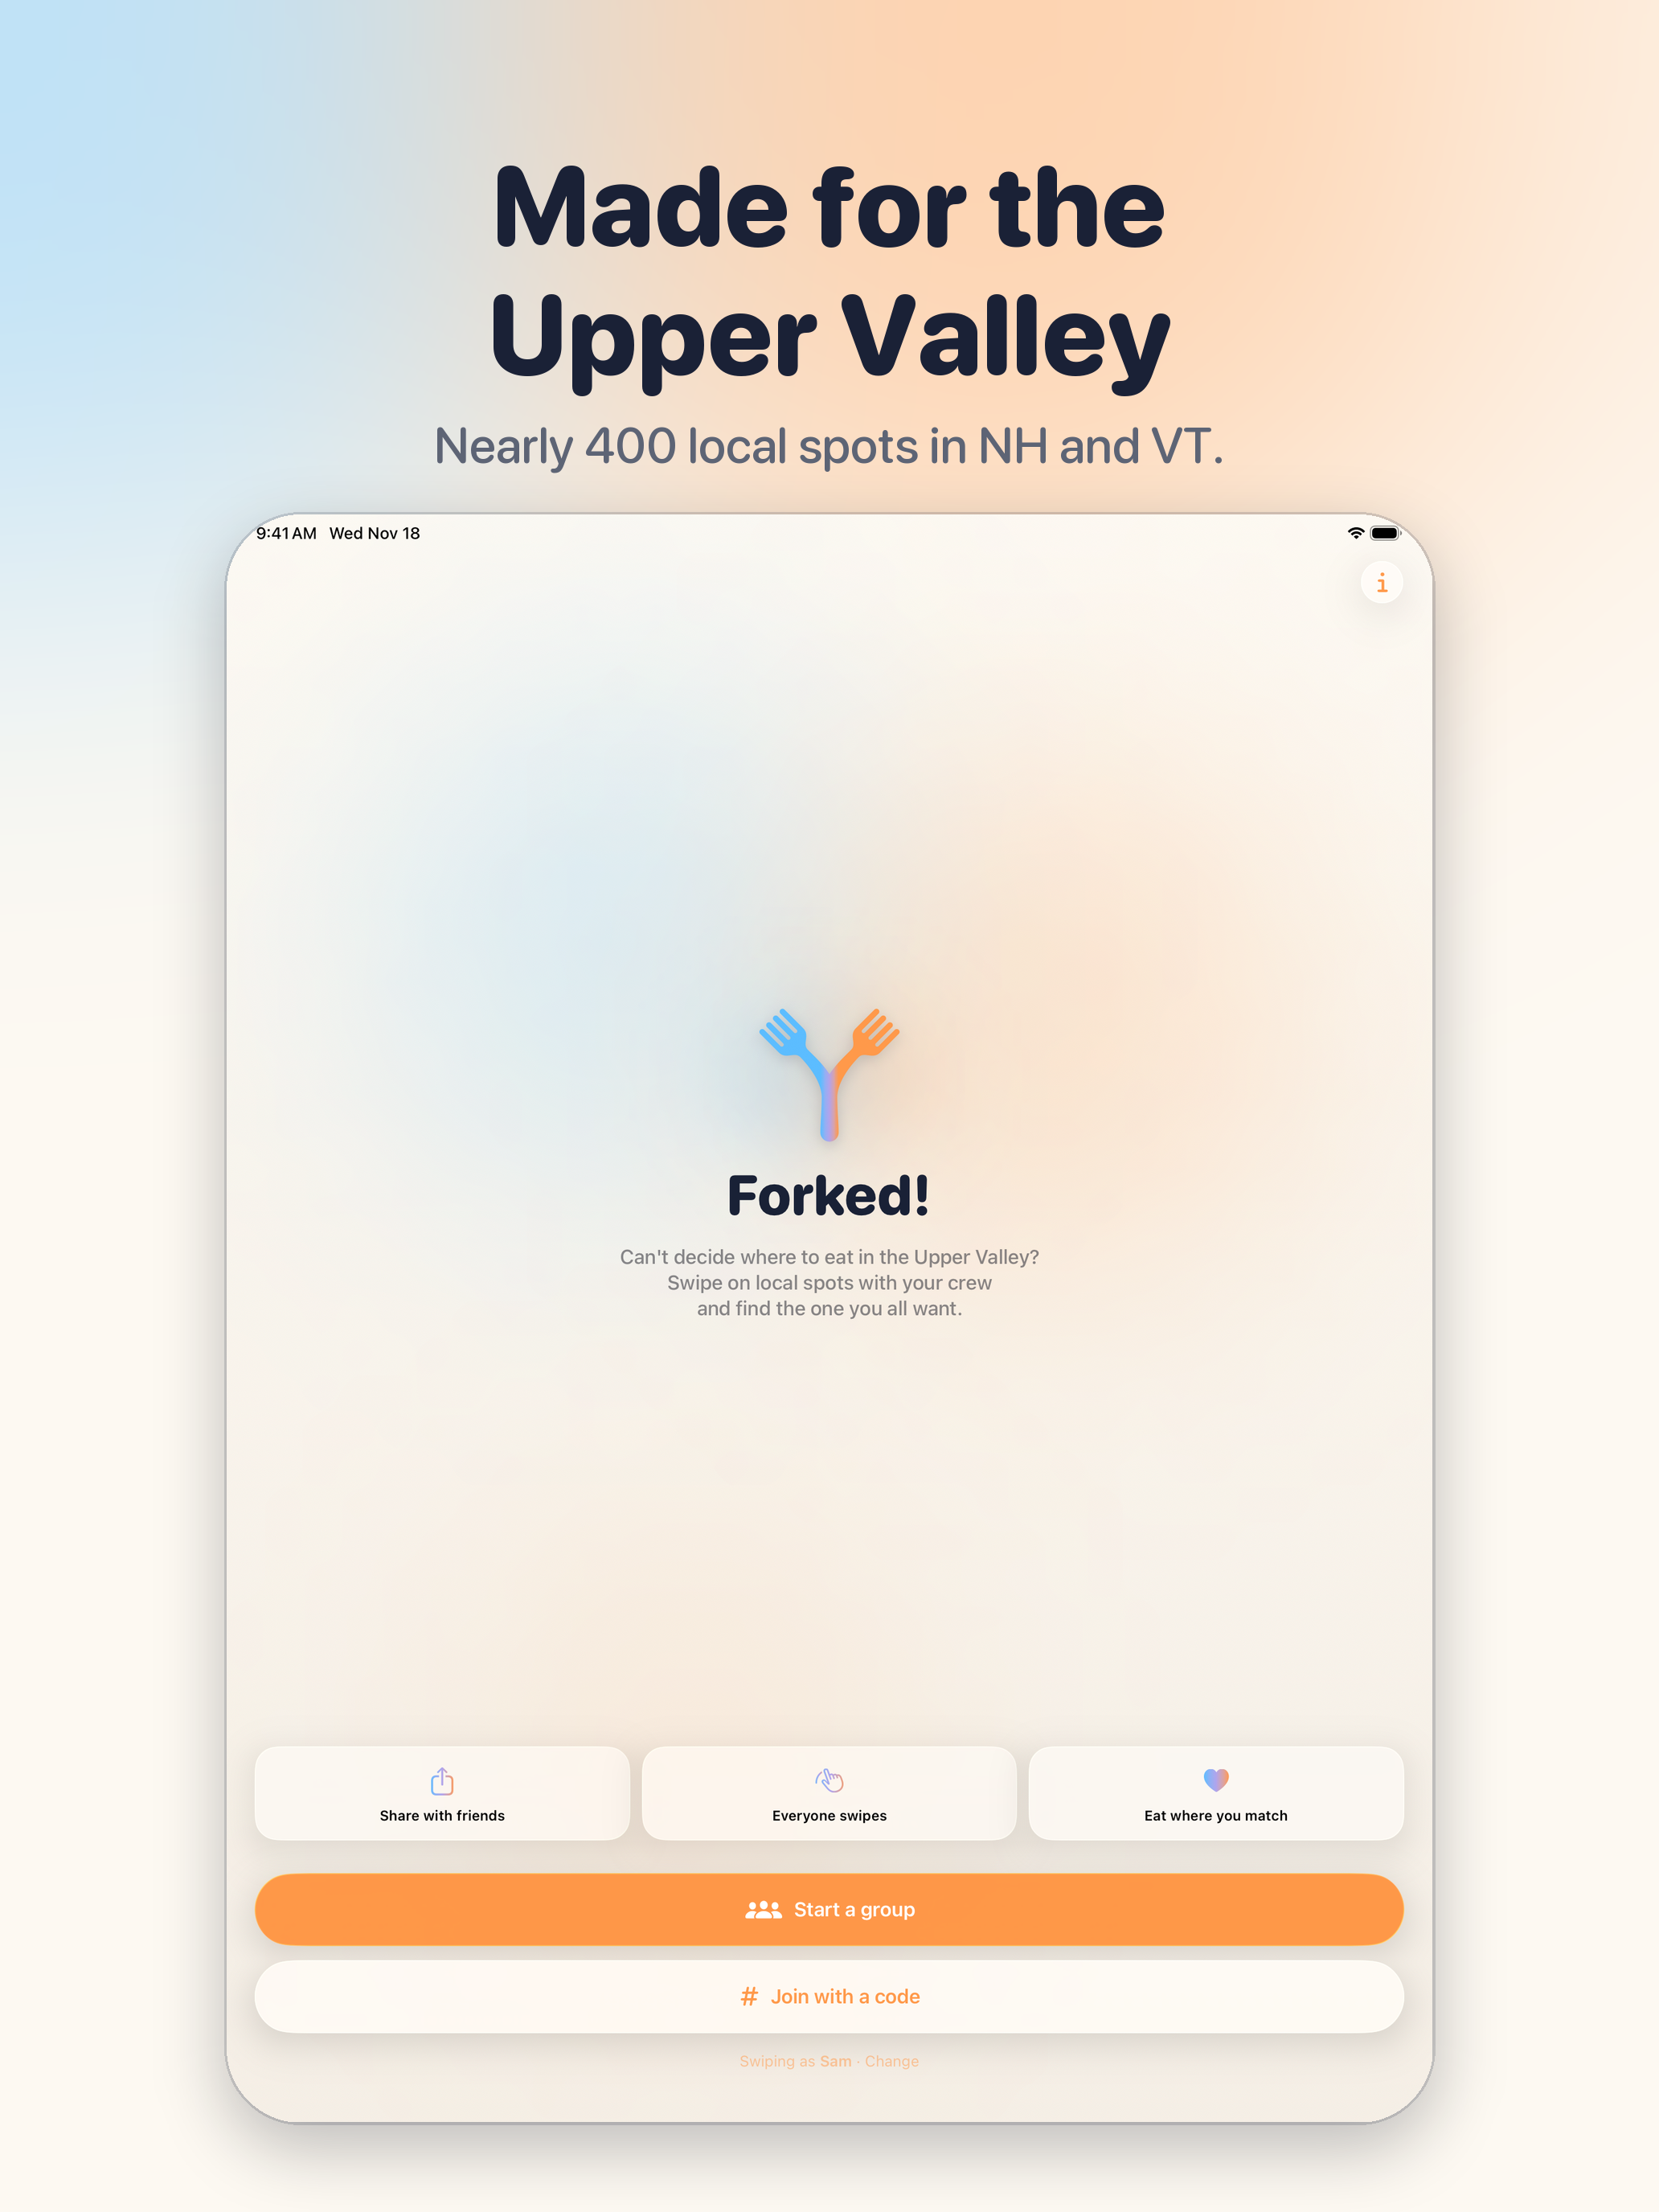 Made for the
Upper Valley
Nearly 400 local spots in NH and VT.
9:41 AM Wed Nov 18
i
Forked!
Can't decide where to eat in the Upper Valley?
Swipe on local spots with your crew
and find the one you all want.
Share with friends
Everyone swipes
Eat where you match
Start a group
# Join with a code
Swiping as Sam · Change